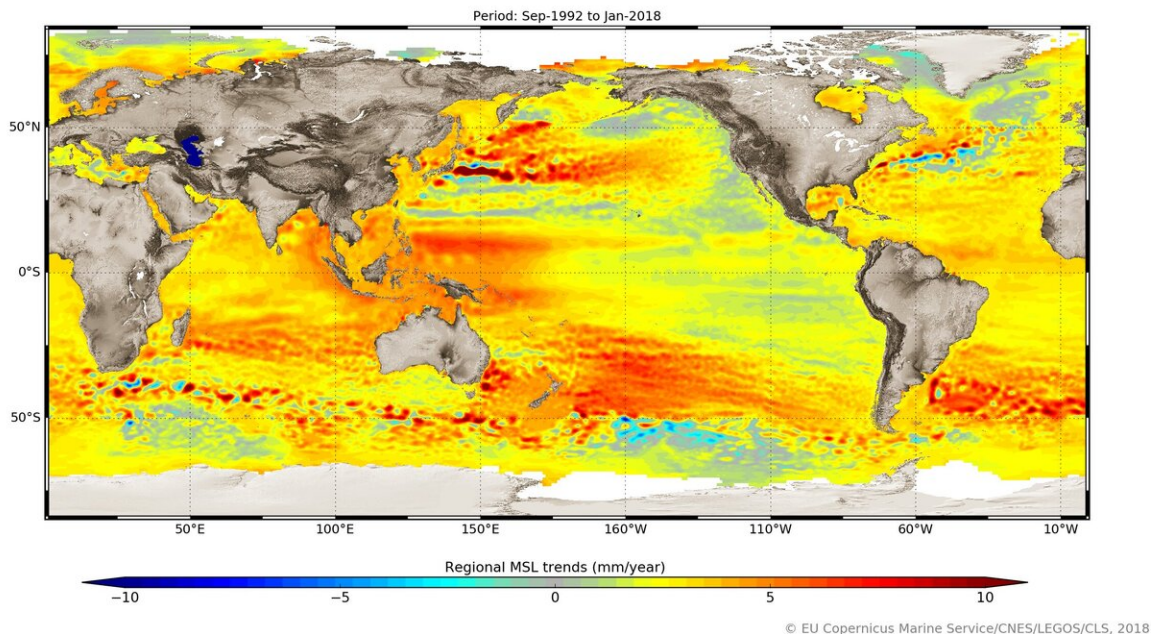 Period: Sep-1992 to Jan-2018
50°N
0°S
50°S
50°E 100°E 150°E 160°W 110°W 60°W 10°W
Regional MSL trends (mm/year)
−10 −5 0 5 10
© EU Copernicus Marine Service/CNES/LEGOS/CLS, 2018